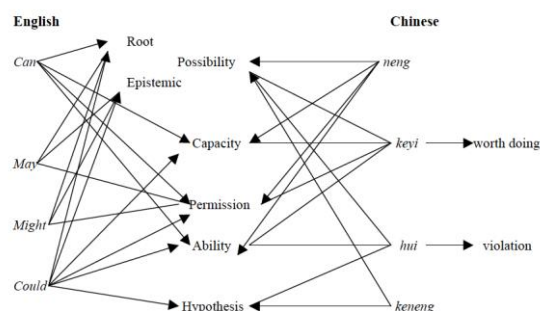 English Chinese
Root
Can Possibility neng
Epistemic
Capacity keyi worth doing
May
Permission
Might
Ability hui violation
Could
Hypothesis keneng